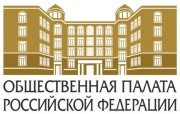 ОБЩЕСТВЕННАЯ ПАЛАТА
РОССИЙСКОЙ ФЕДЕРАЦИИ